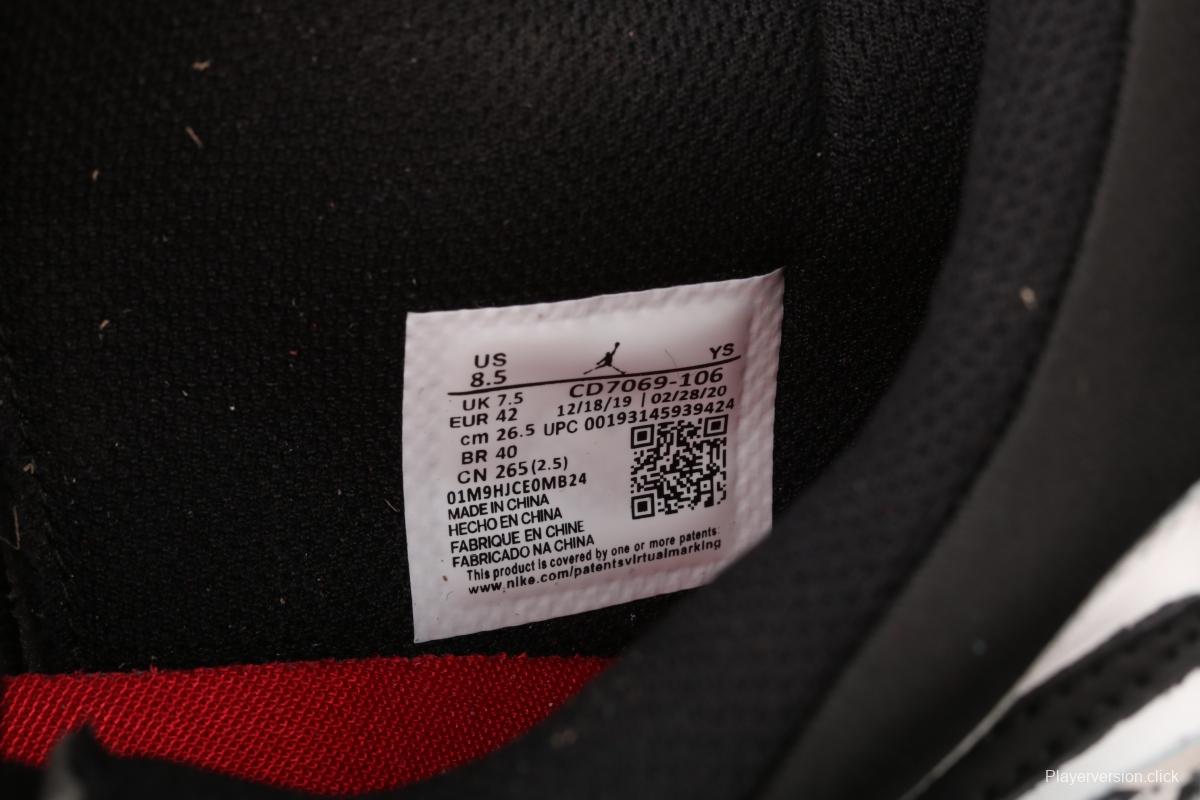 US YS
8.5 CD7069-106
UK 7.5 12/18/19 | 02/28/20
EUR 42 UPC 00193145939424
cm 26.5
BR 40
CN 265(2.5)
01M9HJCE0MB24
MADE IN CHINA
HECHO EN CHINA
FABRIQUE EN CHINE
FABRICADO NA CHINA
This product is covered by one or more patents:
www.nike.com/patentsvirtualmarking
Playerversion.click